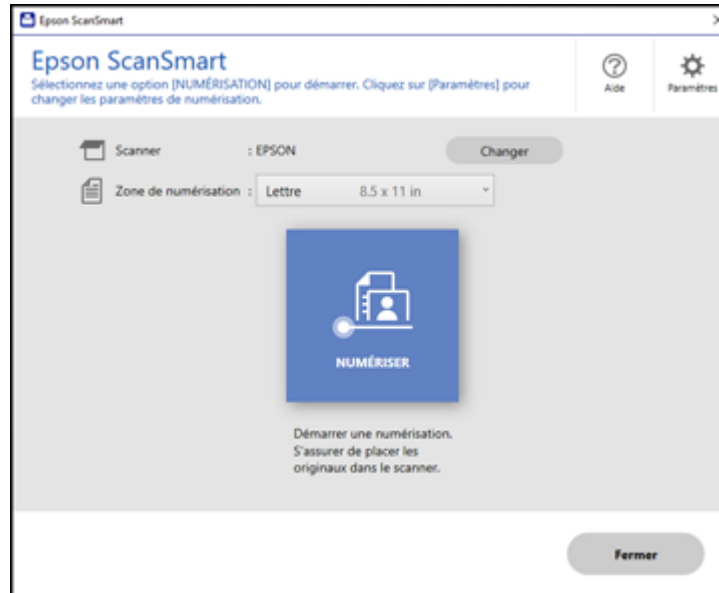 Epson ScanSmart
Epson ScanSmart
Sélectionnez une option [NUMÉRISATION] pour démarrer. Cliquez sur [Paramètres] pour
changer les paramètres de numérisation.
Aide
Paramètres
Scanner : EPSON
Changer
Zone de numérisation : Lettre 8.5 x 11 in
NUMÉRISER
Démarrer une numérisation.
S'assurer de placer les
originaux dans le scanner.
Fermer